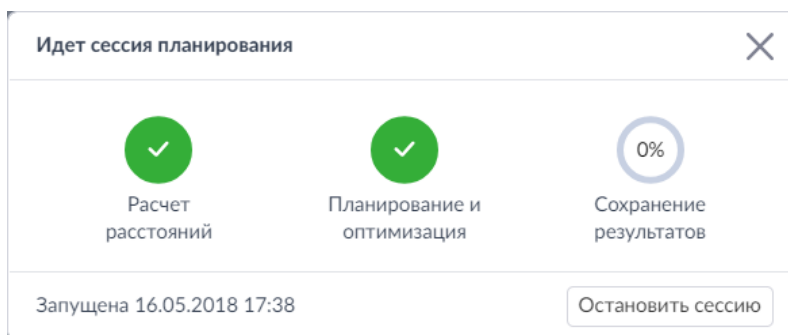 Идет сессия планирования
0%
Расчет
расстояний
Планирование и
оптимизация
Сохранение
результатов
Запущена 16.05.2018 17:38
Остановить сессию